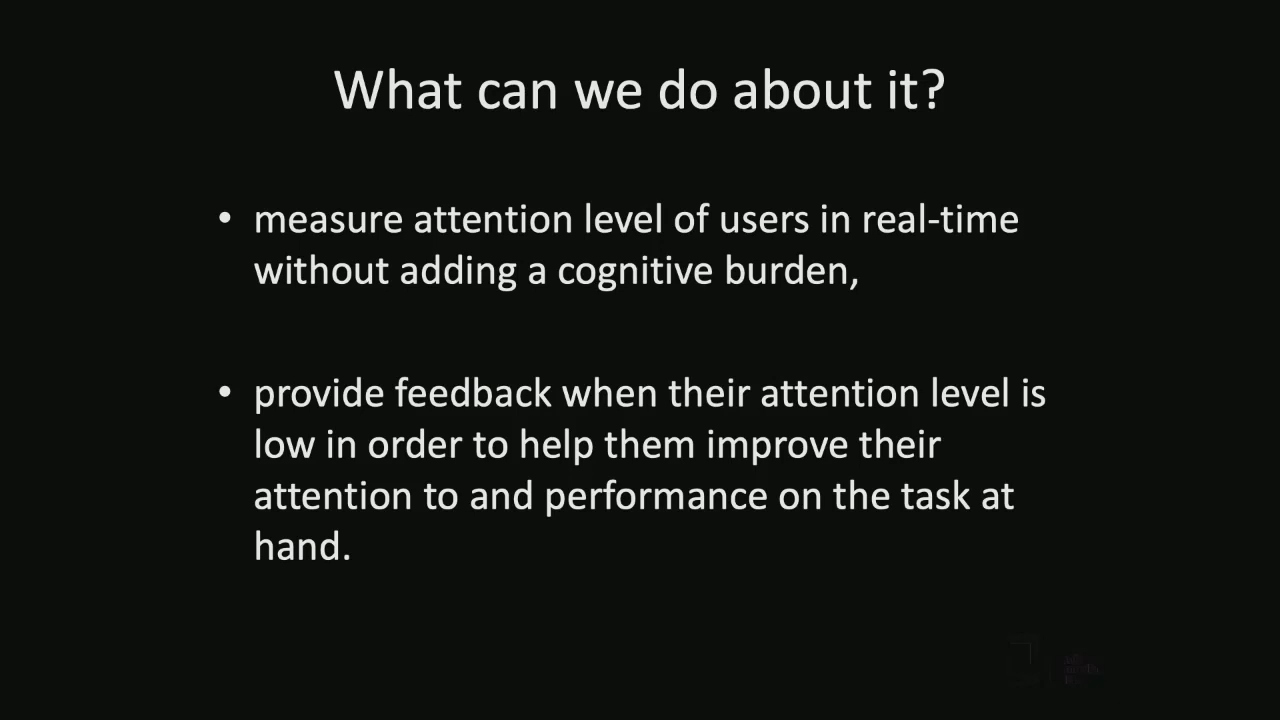 What can we do about it?
• measure attention level of users in real-time
without adding a cognitive burden,
• provide feedback when their attention level is
low in order to help them improve their
attention to and performance on the task at
hand.